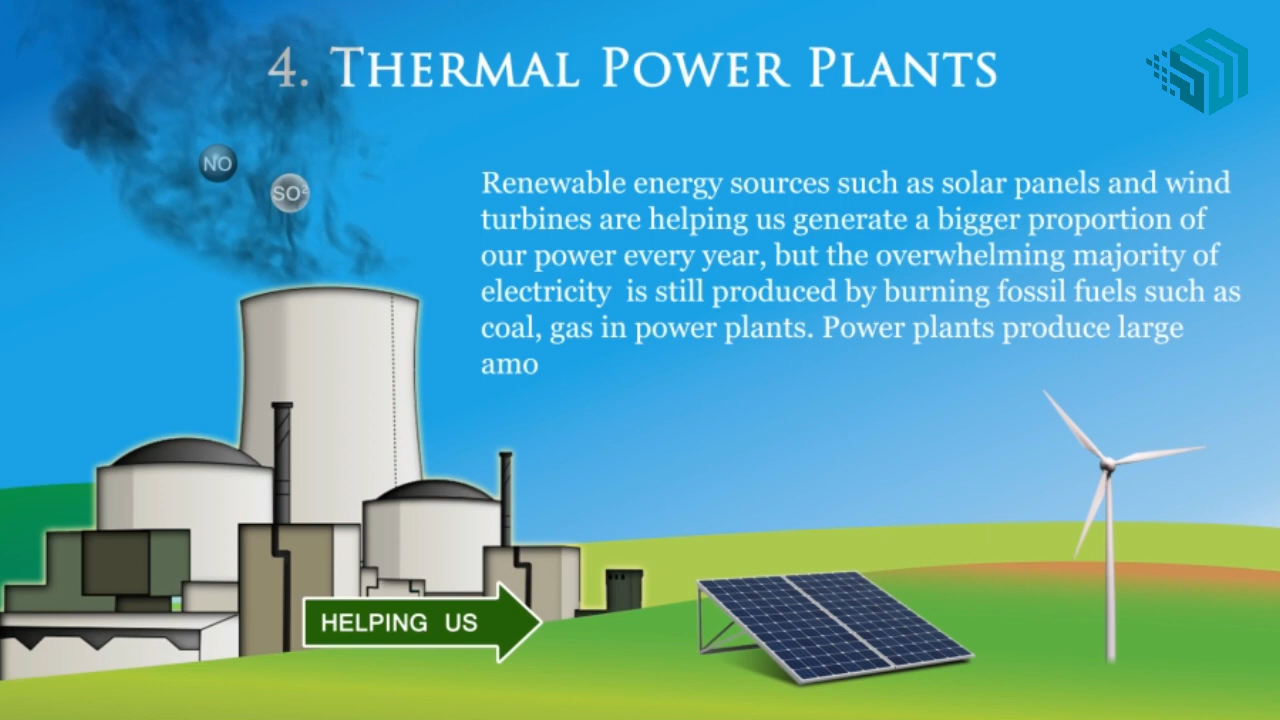 4. THERMAL POWER PLANTS
NO
SO²
Renewable energy sources such as solar panels and wind
turbines are helping us generate a bigger proportion of
our power every year, but the overwhelming majority of
electricity  is still produced by burning fossil fuels such as
coal, gas in power plants. Power plants produce large
amo
HELPING US